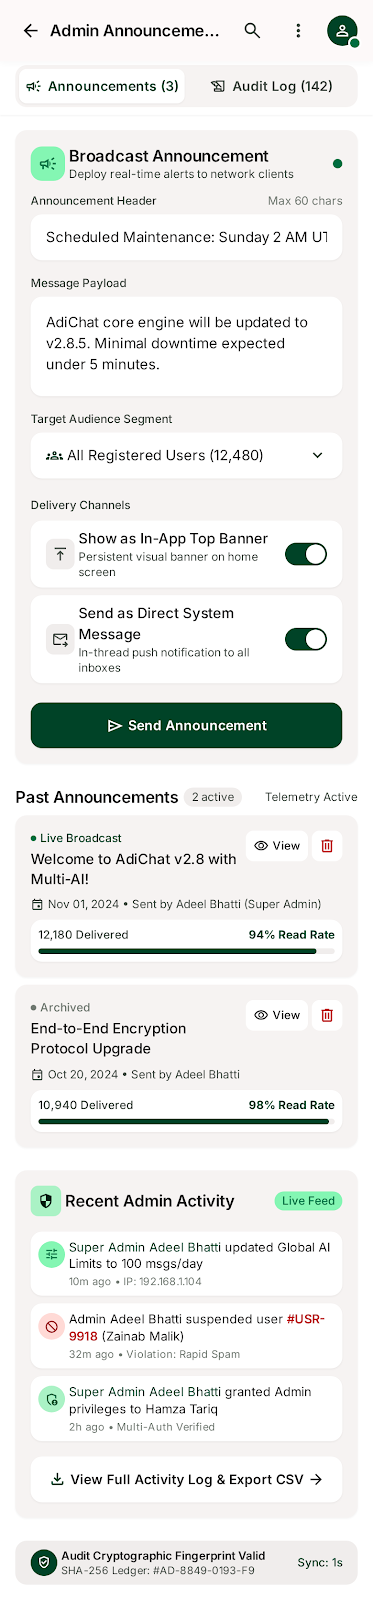 Admin Announceme...
Announcements (3)
Audit Log (142)
Broadcast Announcement
Deploy real-time alerts to network clients
Announcement Header
Max 60 chars
Scheduled Maintenance: Sunday 2 AM UT
Message Payload
AdiChat core engine will be updated to
v2.8.5. Minimal downtime expected
under 5 minutes.
Target Audience Segment
All Registered Users (12,480)
Delivery Channels
Show as In-App Top Banner
Persistent visual banner on home
screen
Send as Direct System
Message
In-thread push notification to all
inboxes
Send Announcement
Past Announcements
2 active
Telemetry Active
Live Broadcast
View
Welcome to AdiChat v2.8 with
Multi-AI!
Nov 01, 2024 • Sent by Adeel Bhatti (Super Admin)
12,180 Delivered
94% Read Rate
Archived
View
End-to-End Encryption
Protocol Upgrade
Oct 20, 2024 • Sent by Adeel Bhatti
10,940 Delivered
98% Read Rate
Recent Admin Activity
Live Feed
Super Admin Adeel Bhatti updated Global AI
Limits to 100 msgs/day
10m ago • IP: 192.168.1.104
Admin Adeel Bhatti suspended user #USR-
9918 (Zainab Malik)
32m ago • Violation: Rapid Spam
Super Admin Adeel Bhatti granted Admin
privileges to Hamza Tariq
2h ago • Multi-Auth Verified
View Full Activity Log & Export CSV
Audit Cryptographic Fingerprint Valid
SHA-256 Ledger: #AD-8849-0193-F9
Sync: 1s